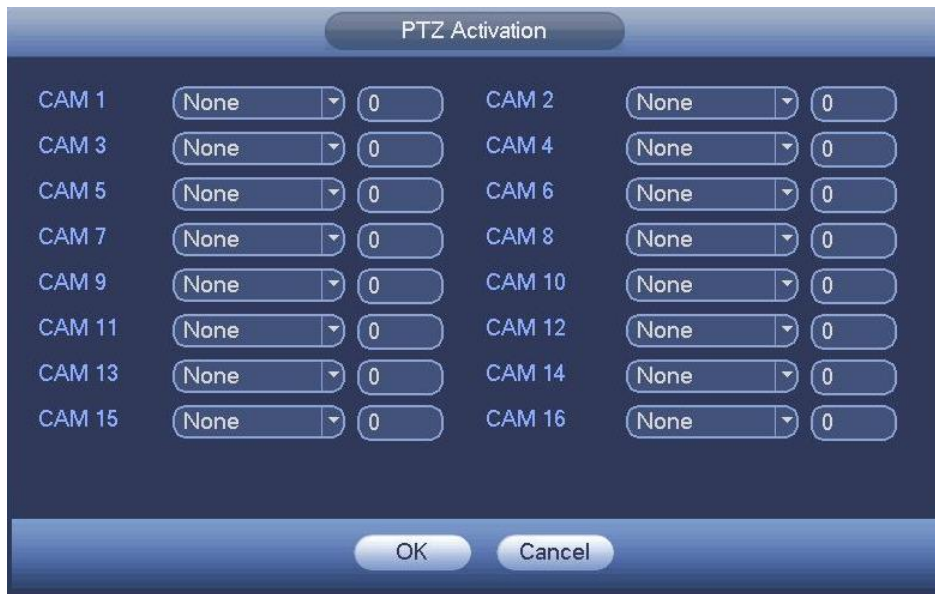 PTZ Activation
CAM 1 None 0 CAM 2 None 0
CAM 3 None 0 CAM 4 None 0
CAM 5 None 0 CAM 6 None 0
CAM 7 None 0 CAM 8 None 0
CAM 9 None 0 CAM 10 None 0
CAM 11 None 0 CAM 12 None 0
CAM 13 None 0 CAM 14 None 0
CAM 15 None 0 CAM 16 None 0
OK Cancel